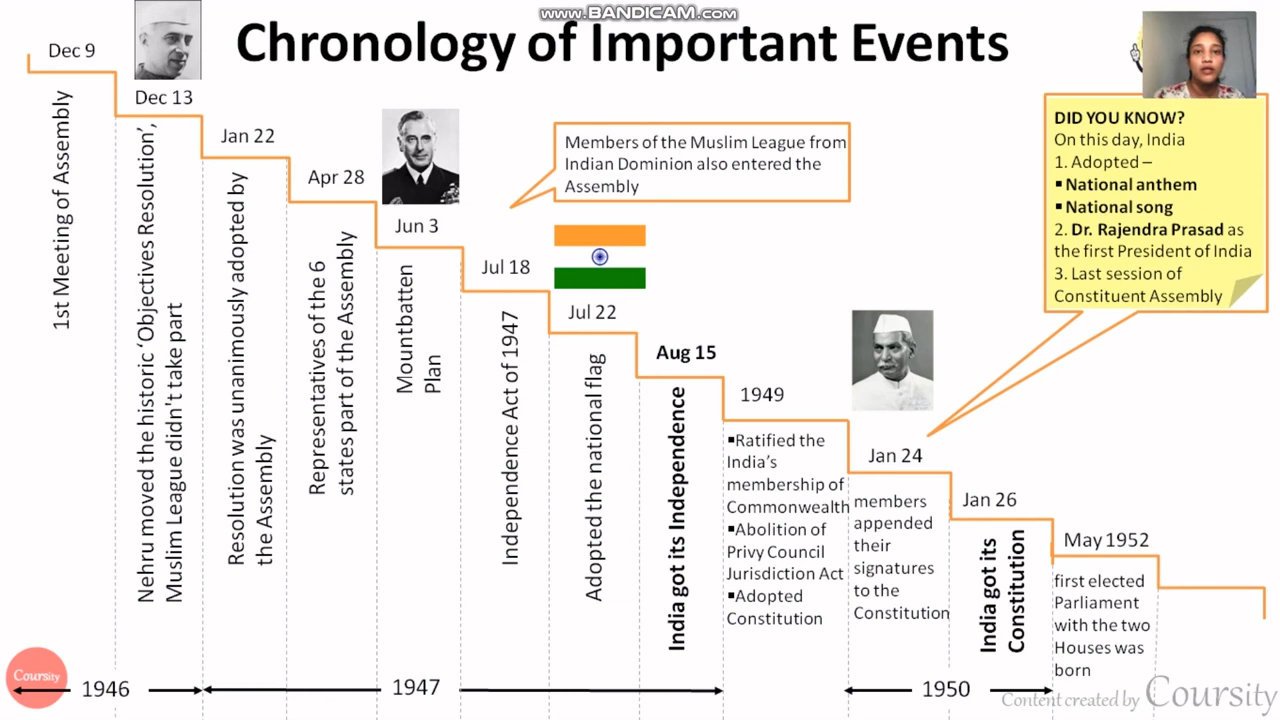 www.BANDICAM.com
Chronology of Important Events
Dec 9
1st Meeting of Assembly
Dec 13
Nehru moved the historic ‘Objectives Resolution’,
Muslim League didn't take part
Jan 22
Resolution was unanimously adopted by
the Assembly
Apr 28
Representatives of the 6
states part of the Assembly
Jun 3
Mountbatten
Plan
Members of the Muslim League from
Indian Dominion also entered the
Assembly
Jul 18
Independence Act of 1947
Jul 22
Adopted the national flag
Aug 15
India got its Independence
1949
▪Ratified the
India’s
membership of
Commonwealth
▪Abolition of
Privy Council
Jurisdiction Act
▪Adopted
Constitution
Jan 24
members
appended
their
signatures
to the
Constitution
DID YOU KNOW?
On this day, India
1. Adopted –
▪ National anthem
▪ National song
2. Dr. Rajendra Prasad as
the first President of India
3. Last session of
Constituent Assembly
Jan 26
India got its
Constitution
May 1952
first elected
Parliament
with the two
Houses was
born
Coursity
1946
1947
1950
Content created by Coursity